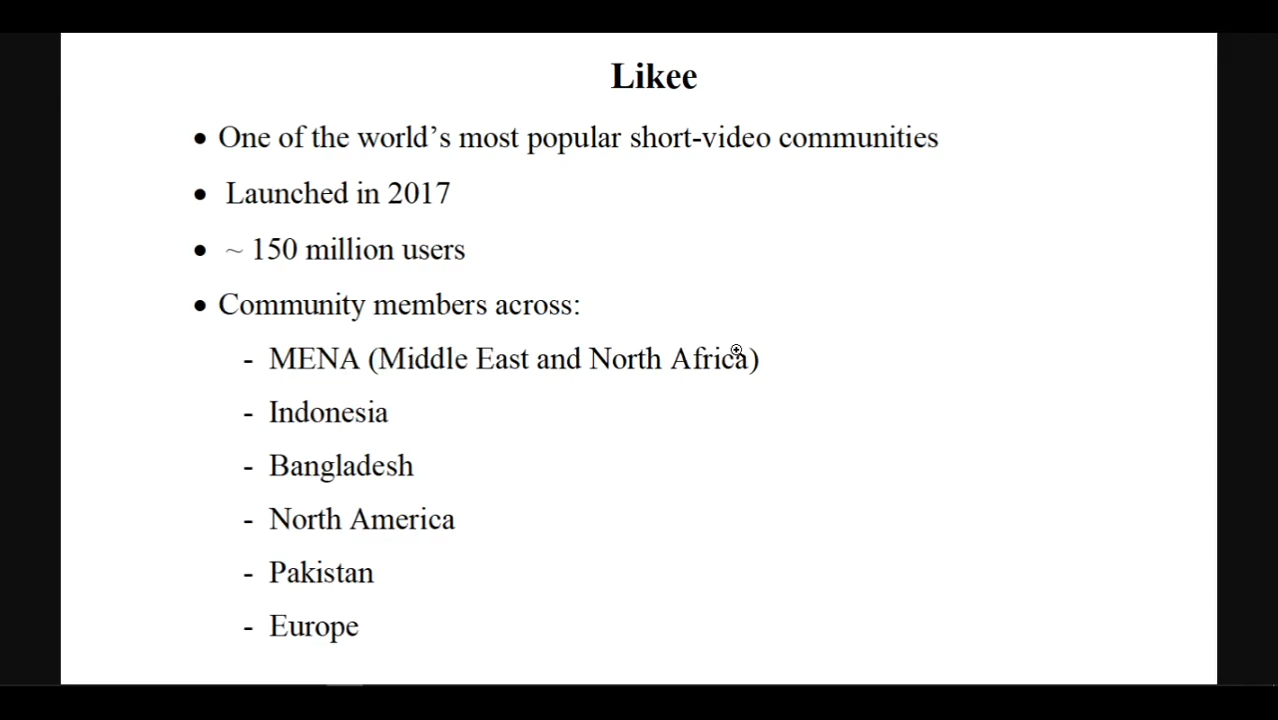 Likee
• One of the world’s most popular short-video communities
• Launched in 2017
• ~ 150 million users
• Community members across:
- MENA (Middle East and North Africa)
- Indonesia
- Bangladesh
- North America
- Pakistan
- Europe